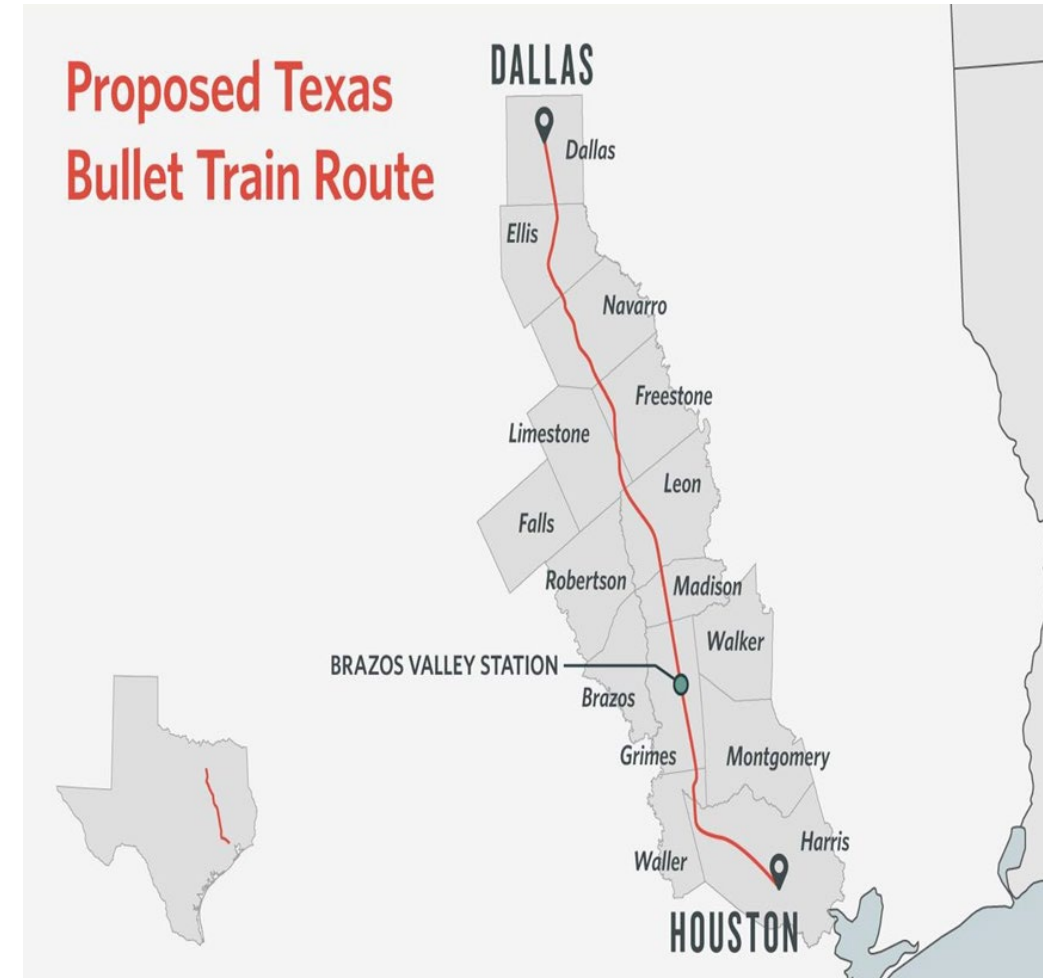 Proposed Texas
Bullet Train Route
DALLAS
Dallas
Ellis
Navarro
Freestone
Limestone
Leon
Falls
Robertson
Madison
Walker
BRAZOS VALLEY STATION
Brazos
Grimes
Montgomery
Harris
Waller
HOUSTON